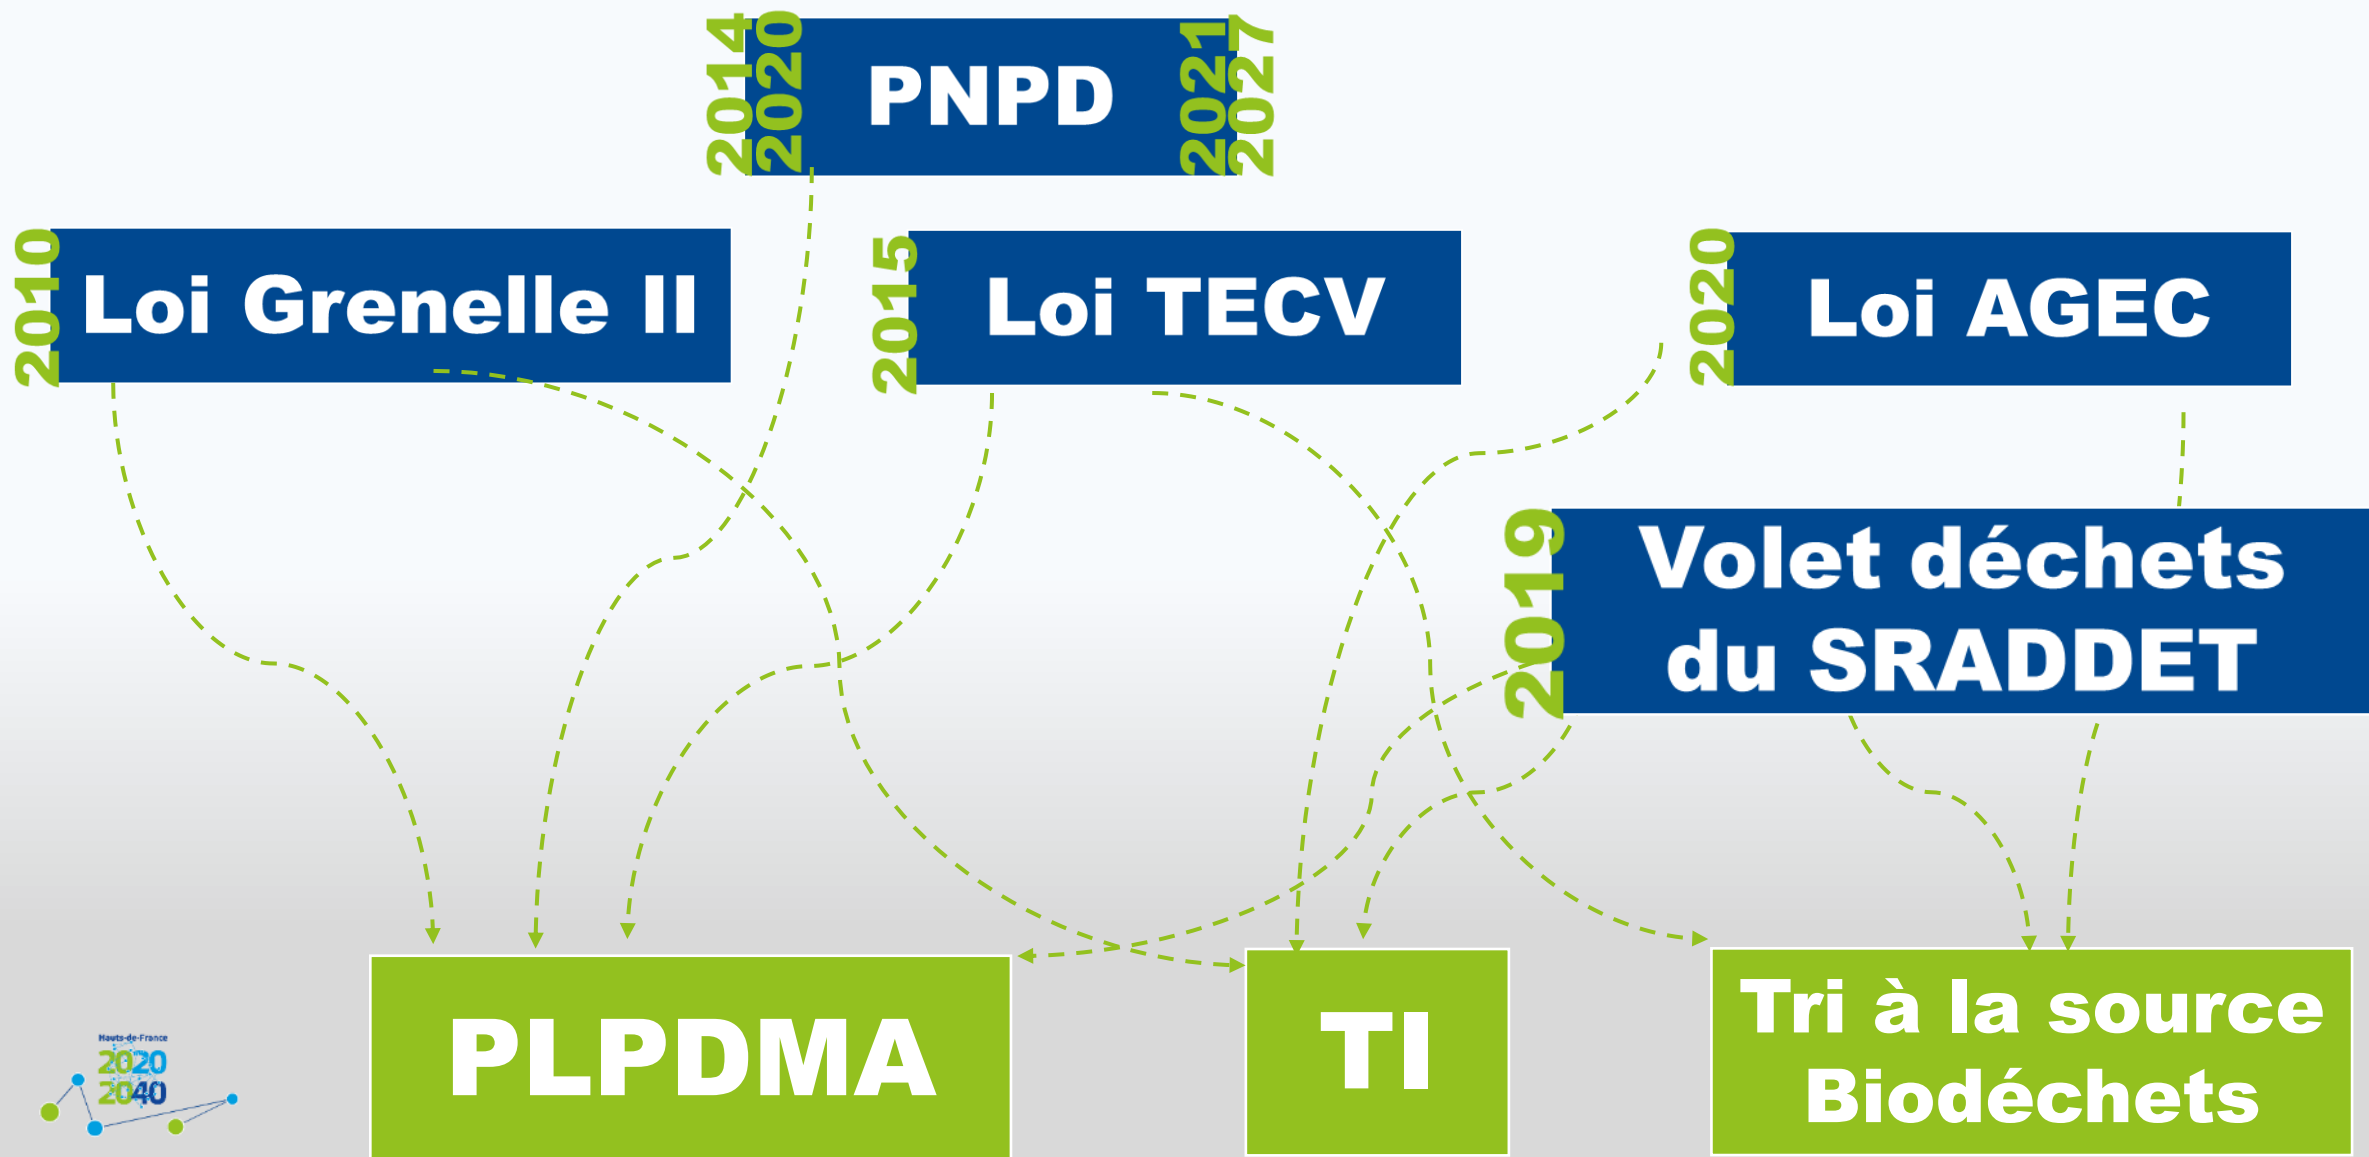 2014
2020
PNPD
2021
2027
2010
Loi Grenelle II
2015
Loi TECV
2020
Loi AGEC
2019
Volet déchets
du SRADDET
PLPDMA
TI
Tri à la source
Biodéchets
Hauts-de-France
2020
2040